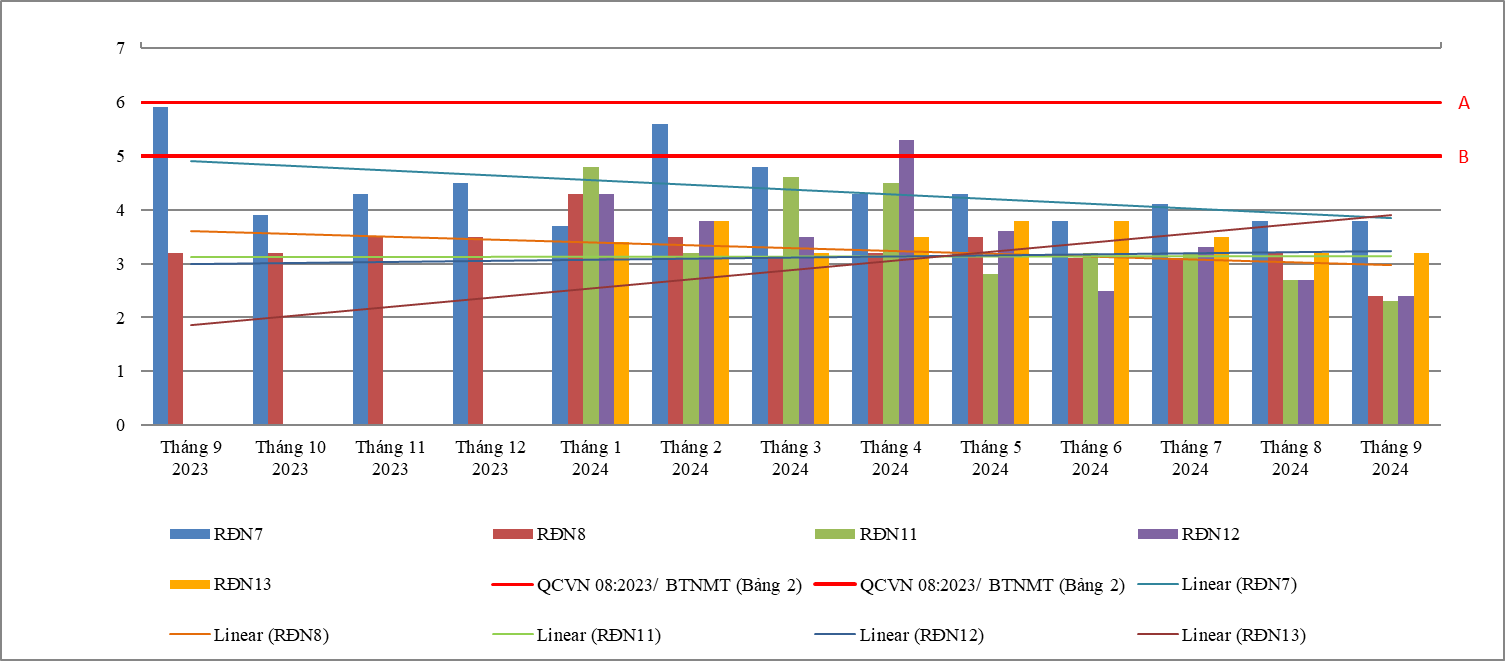 7
6
A
5
B
4
3
2
1
0
Tháng 9 2023
Tháng 10 2023
Tháng 11 2023
Tháng 12 2023
Tháng 1 2024
Tháng 2 2024
Tháng 3 2024
Tháng 4 2024
Tháng 5 2024
Tháng 6 2024
Tháng 7 2024
Tháng 8 2024
Tháng 9 2024
RĐN7
RĐN8
RĐN11
RĐN12
RĐN13
QCVN 08:2023/ BTNMT (Bảng 2)
QCVN 08:2023/ BTNMT (Bảng 2)
Linear (RĐN7)
Linear (RĐN8)
Linear (RĐN11)
Linear (RĐN12)
Linear (RĐN13)